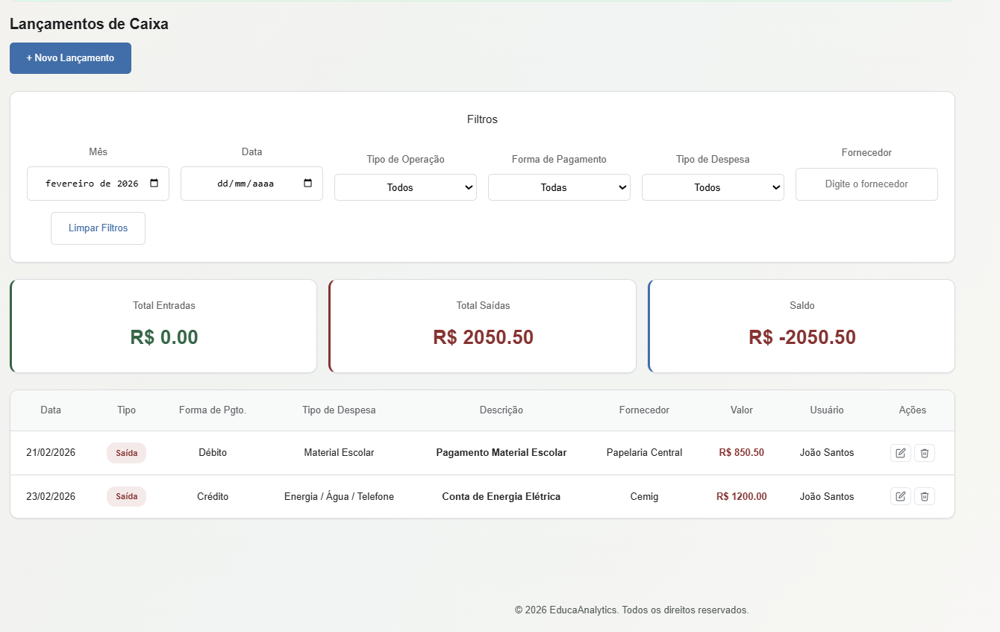 Lançamentos de Caixa
+ Novo Lançamento
Filtros
Mês Data Tipo de Operação Forma de Pagamento Tipo de Despesa Fornecedor
fevereiro de 2026 dd/mm/aaaa Todos Todas Todos Digite o fornecedor
Limpar Filtros
Total Entradas Total Saídas Saldo
R$ 0.00 R$ 2050.50 R$ -2050.50
Data Tipo Forma de Pgto. Tipo de Despesa Descrição Fornecedor Valor Usuário Ações
21/02/2026 Saída Débito Material Escolar Pagamento Material Escolar Papelaria Central R$ 850.50 João Santos
23/02/2026 Saída Crédito Energia / Água / Telefone Conta de Energia Elétrica Cemig R$ 1200.00 João Santos
© 2026 EducaAnalytics. Todos os direitos reservados.